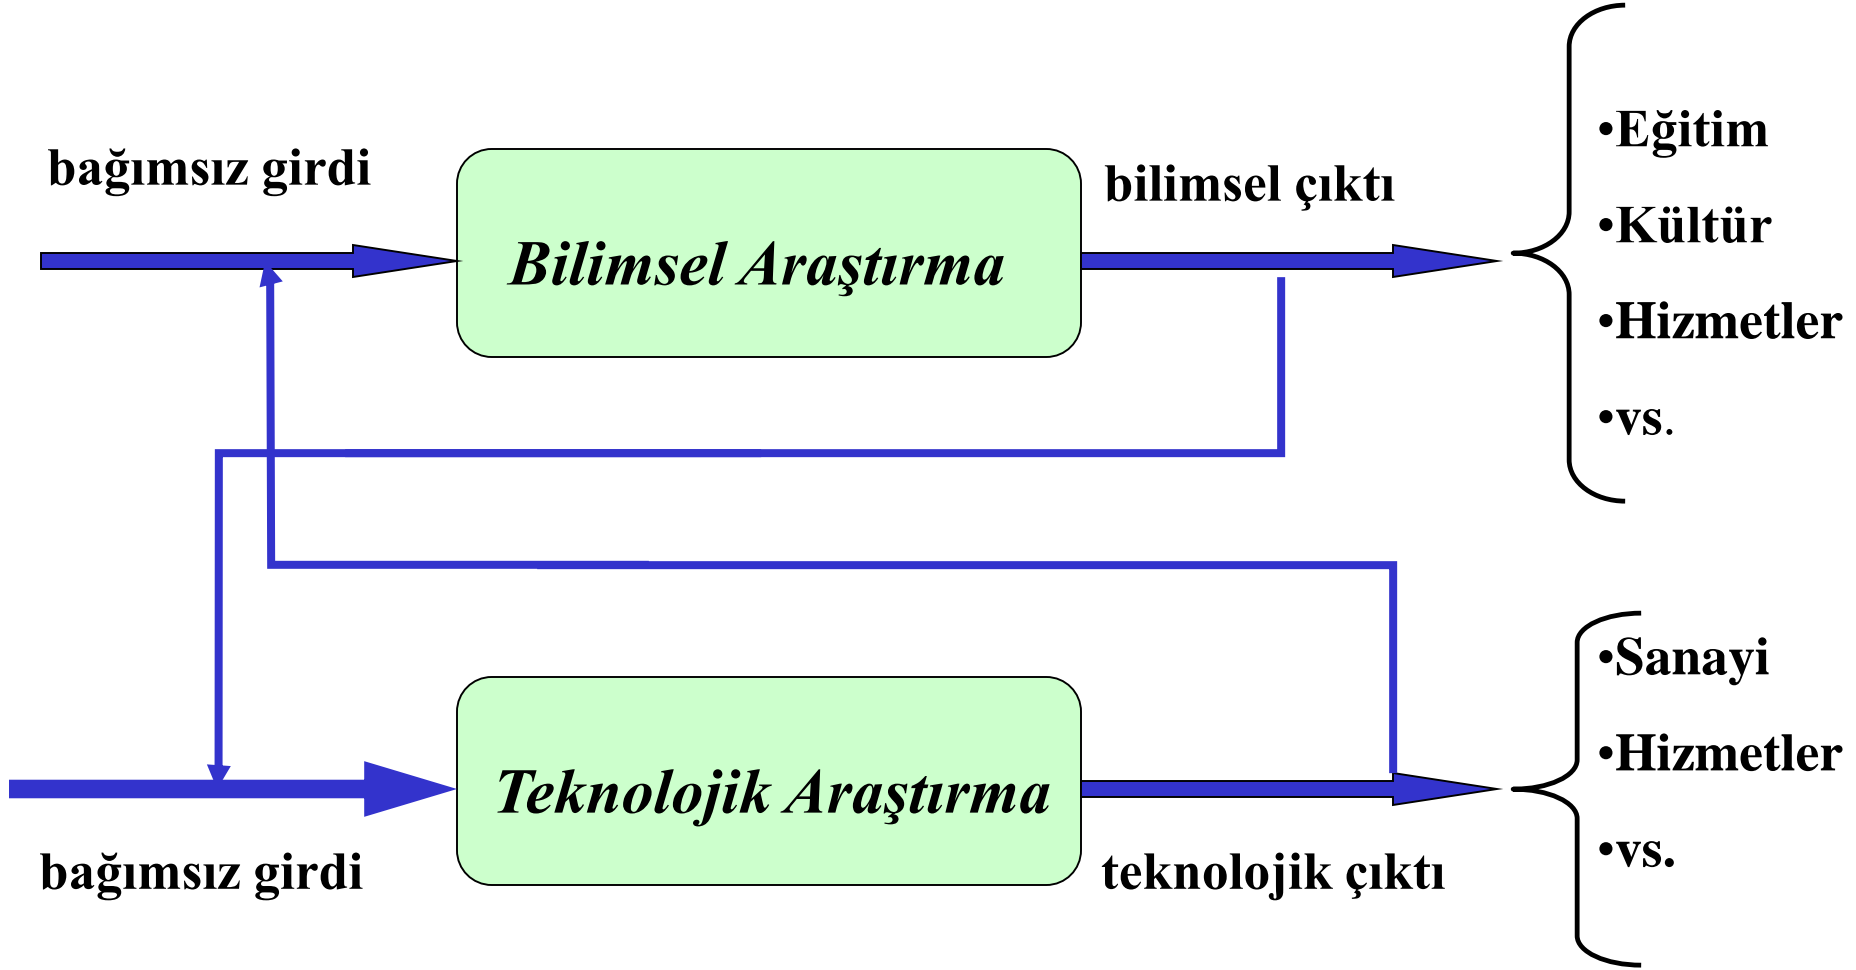 bağımsız girdi
Bilimsel Araştırma
bilimsel çıktı
•Eğitim
•Kültür
•Hizmetler
•vs.
bağımsız girdi
Teknolojik Araştırma
teknolojik çıktı
•Sanayi
•Hizmetler
•vs.